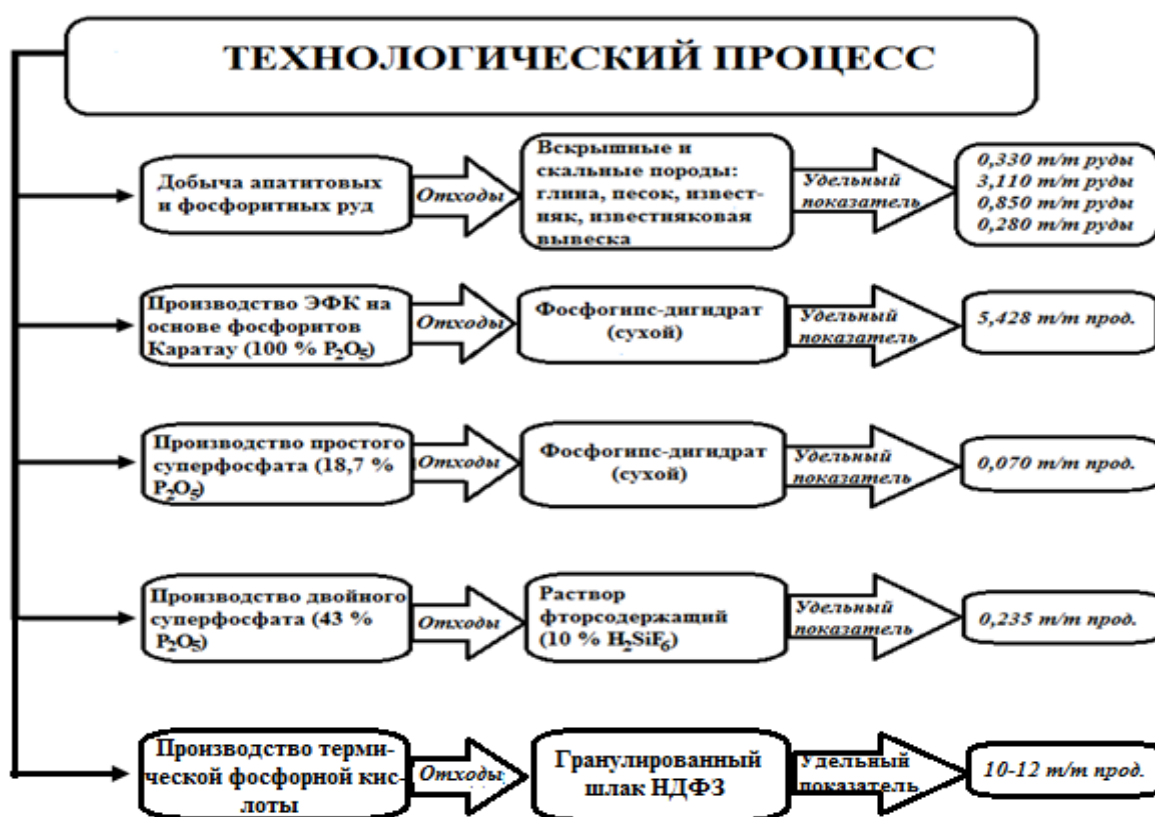 ТЕХНОЛОГИЧЕСКИЙ ПРОЦЕСС
Добыча апатитовых
и фосфоритных руд
Отходы
Вскрышные и
скальные породы:
глина, песок, извест-
няк, известняковая
вывеска
Удельный
показатель
0,330 т/т руды
3,110 т/т руды
0,850 т/т руды
0,280 т/т руды
Производство ЭФК на
основе фосфоритов
Каратау (100 % P₂O₅)
Отходы
Фосфогипс-дигидрат
(сухой)
Удельный
показатель
5,428 т/т прод.
Производство простого
суперфосфата (18,7 %
P₂O₅)
Отходы
Фосфогипс-дигидрат
(сухой)
Удельный
показатель
0,070 т/т прод.
Производство двойного
суперфосфата (43 %
P₂O₅)
Отходы
Раствор
фторсодержащий
(10 % H₂SiF₆)
Удельный
показатель
0,235 т/т прод.
Производство терми-
ческой фосфорной кис-
лоты
Отходы
Гранулированный
шлак НДФЗ
Удельный
показатель
10-12 т/т прод.